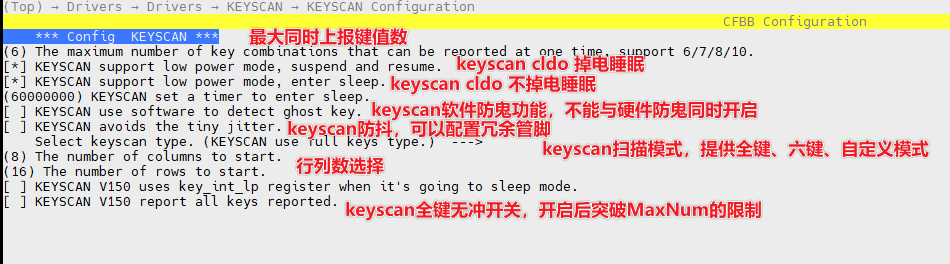 (Top) → Drivers → Drivers → KEYSCAN → KEYSCAN Configuration
CFBB Configuration
*** Config  KEYSCAN *** 最大同时上报键值数
(6) The maximum number of key combinations that can be reported at one time, support 6/7/8/10.
[*] KEYSCAN support low power mode, suspend and resume. keyscan cldo 掉电睡眠
[*] KEYSCAN support low power mode, enter sleep. keyscan cldo 不掉电睡眠
(60000000) KEYSCAN set a timer to enter sleep.
[ ] KEYSCAN use software to detect ghost key. keyscan软件防鬼功能，不能与硬件防鬼同时开启
[ ] KEYSCAN avoids the tiny jitter. keyscan防抖，可以配置冗余管脚
Select keyscan type. (KEYSCAN use full keys type.)  ---> keyscan扫描模式，提供全键、六键、自定义模式
(8) The number of columns to start. 行列数选择
(16) The number of rows to start.
[ ] KEYSCAN V150 uses key_int_lp register when it's going to sleep mode.
[ ] KEYSCAN V150 report all keys reported. keyscan全键无冲开关，开启后突破MaxNum的限制